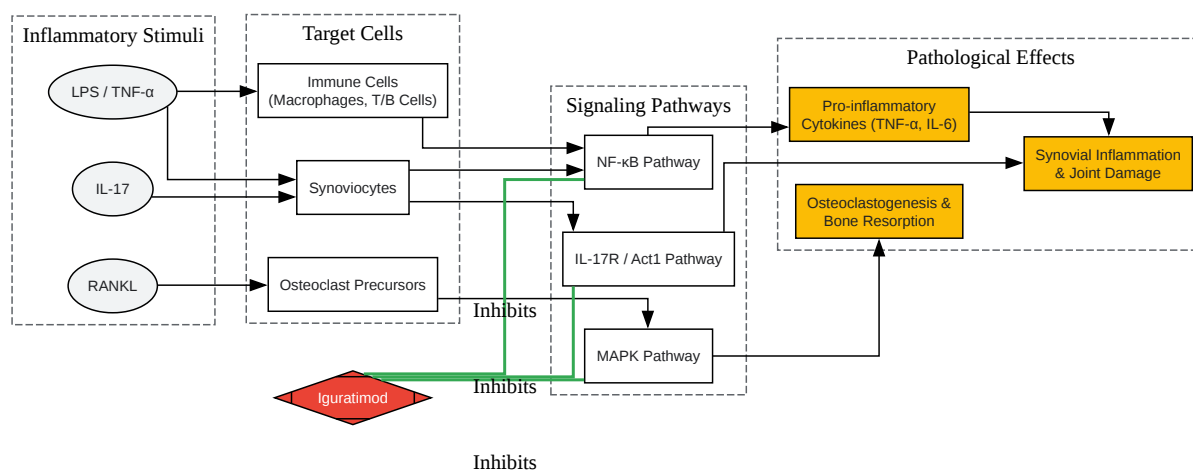 Inflammatory Stimuli
LPS / TNF-α
IL-17
RANKL
Target Cells
Immune Cells
(Macrophages, T/B Cells)
Synoviocytes
Osteoclast Precursors
Signaling Pathways
NF-κB Pathway
IL-17R / Act1 Pathway
MAPK Pathway
Pathological Effects
Pro-inflammatory
Cytokines (TNF-α, IL-6)
Synovial Inflammation
& Joint Damage
Osteoclastogenesis &
Bone Resorption
Iguratimod
Inhibits
Inhibits
Inhibits